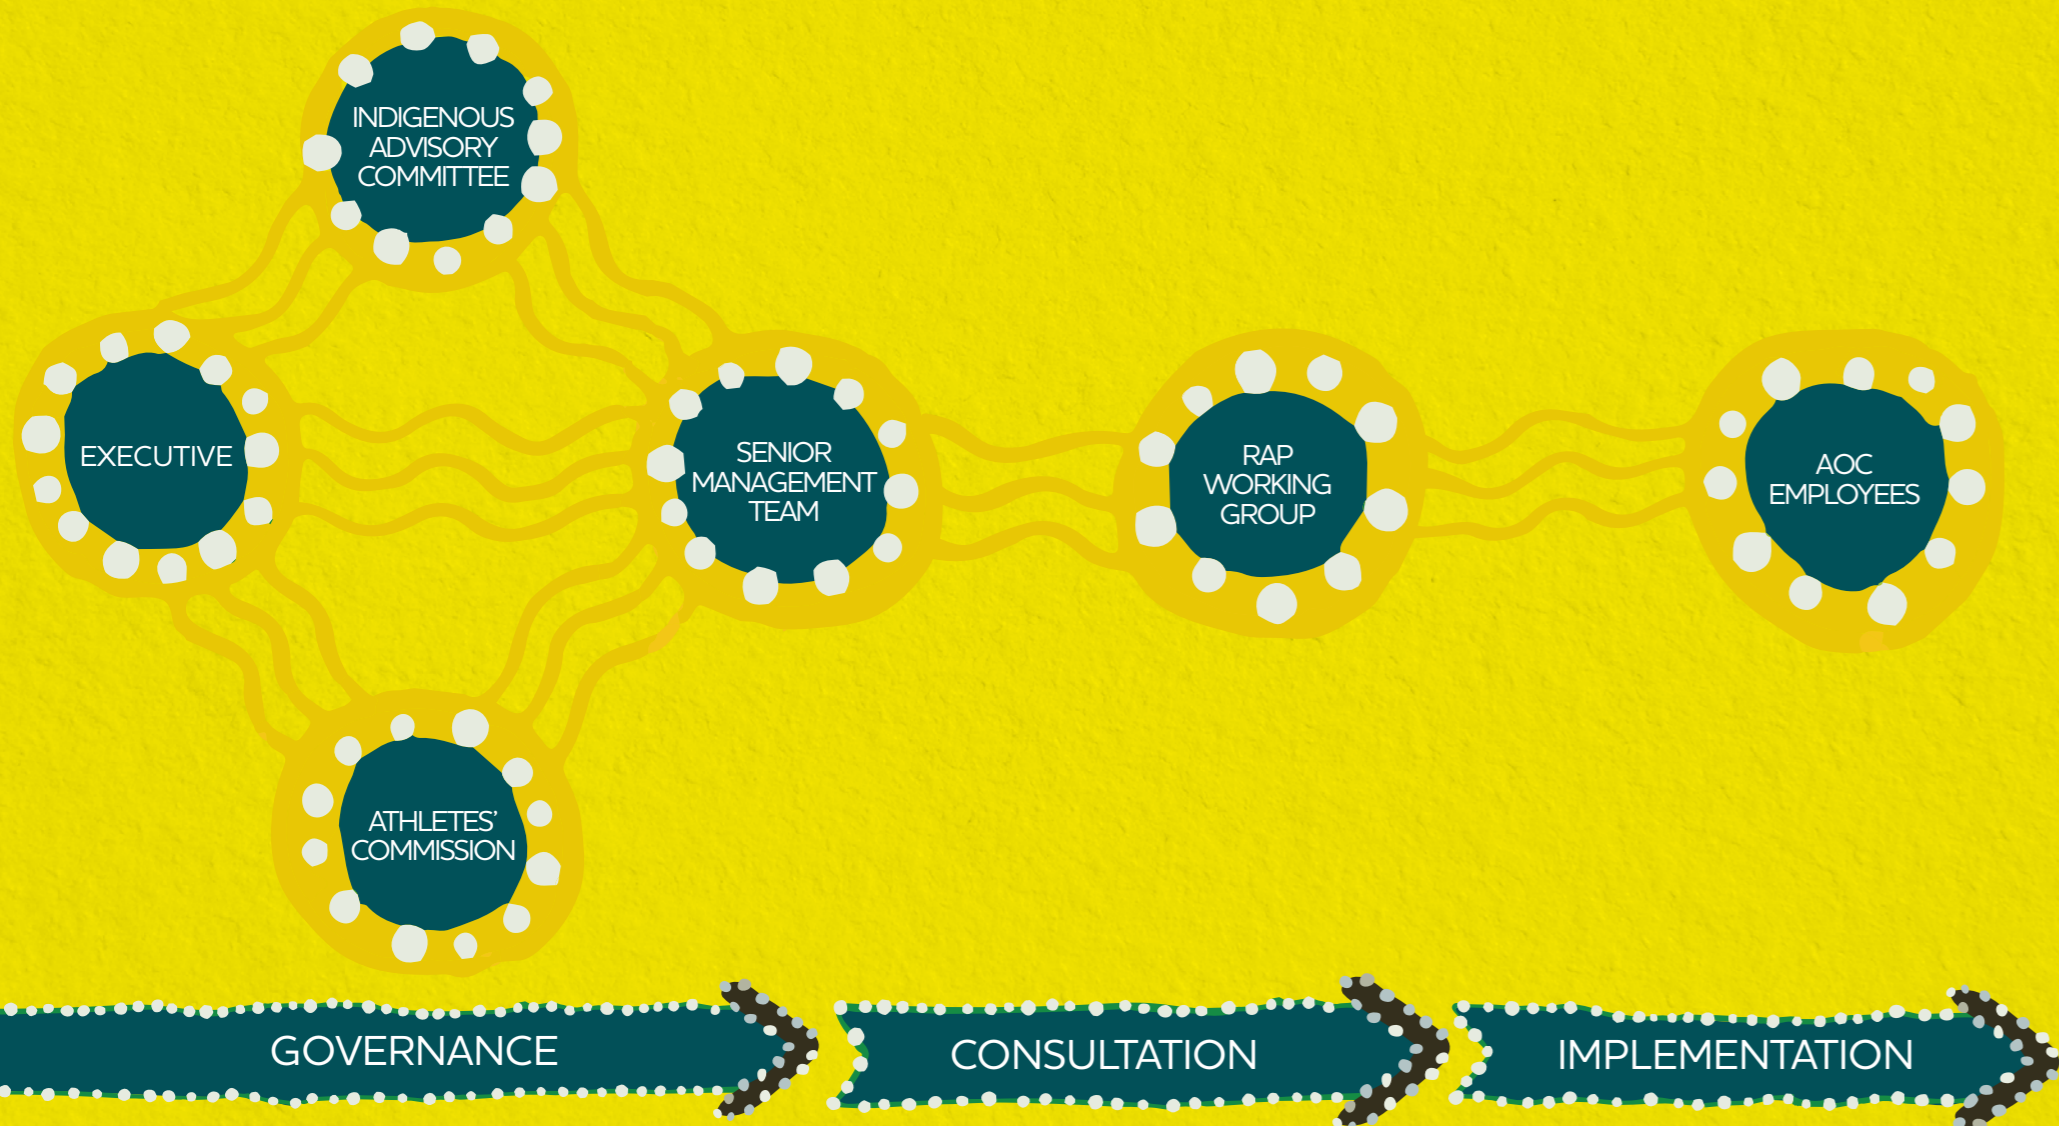 INDIGENOUS
ADVISORY
COMMITTEE
EXECUTIVE
SENIOR
MANAGEMENT
TEAM
RAP
WORKING
GROUP
AOC
EMPLOYEES
ATHLETES’
COMMISSION
GOVERNANCE
CONSULTATION
IMPLEMENTATION